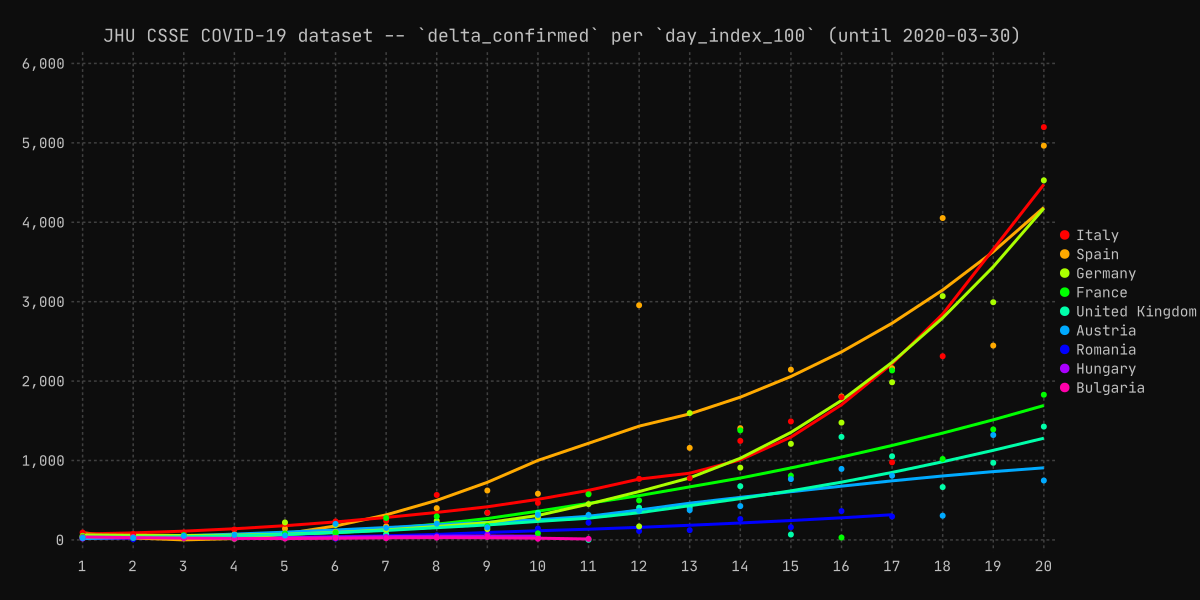 JHU CSSE COVID-19 dataset -- `delta_confirmed` per `day_index_100` (until 2020-03-30)
6,000
5,000
4,000
3,000
2,000
1,000
0
1 2 3 4 5 6 7 8 9 10 11 12 13 14 15 16 17 18 19 20
Italy
Spain
Germany
France
United Kingdom
Austria
Romania
Hungary
Bulgaria